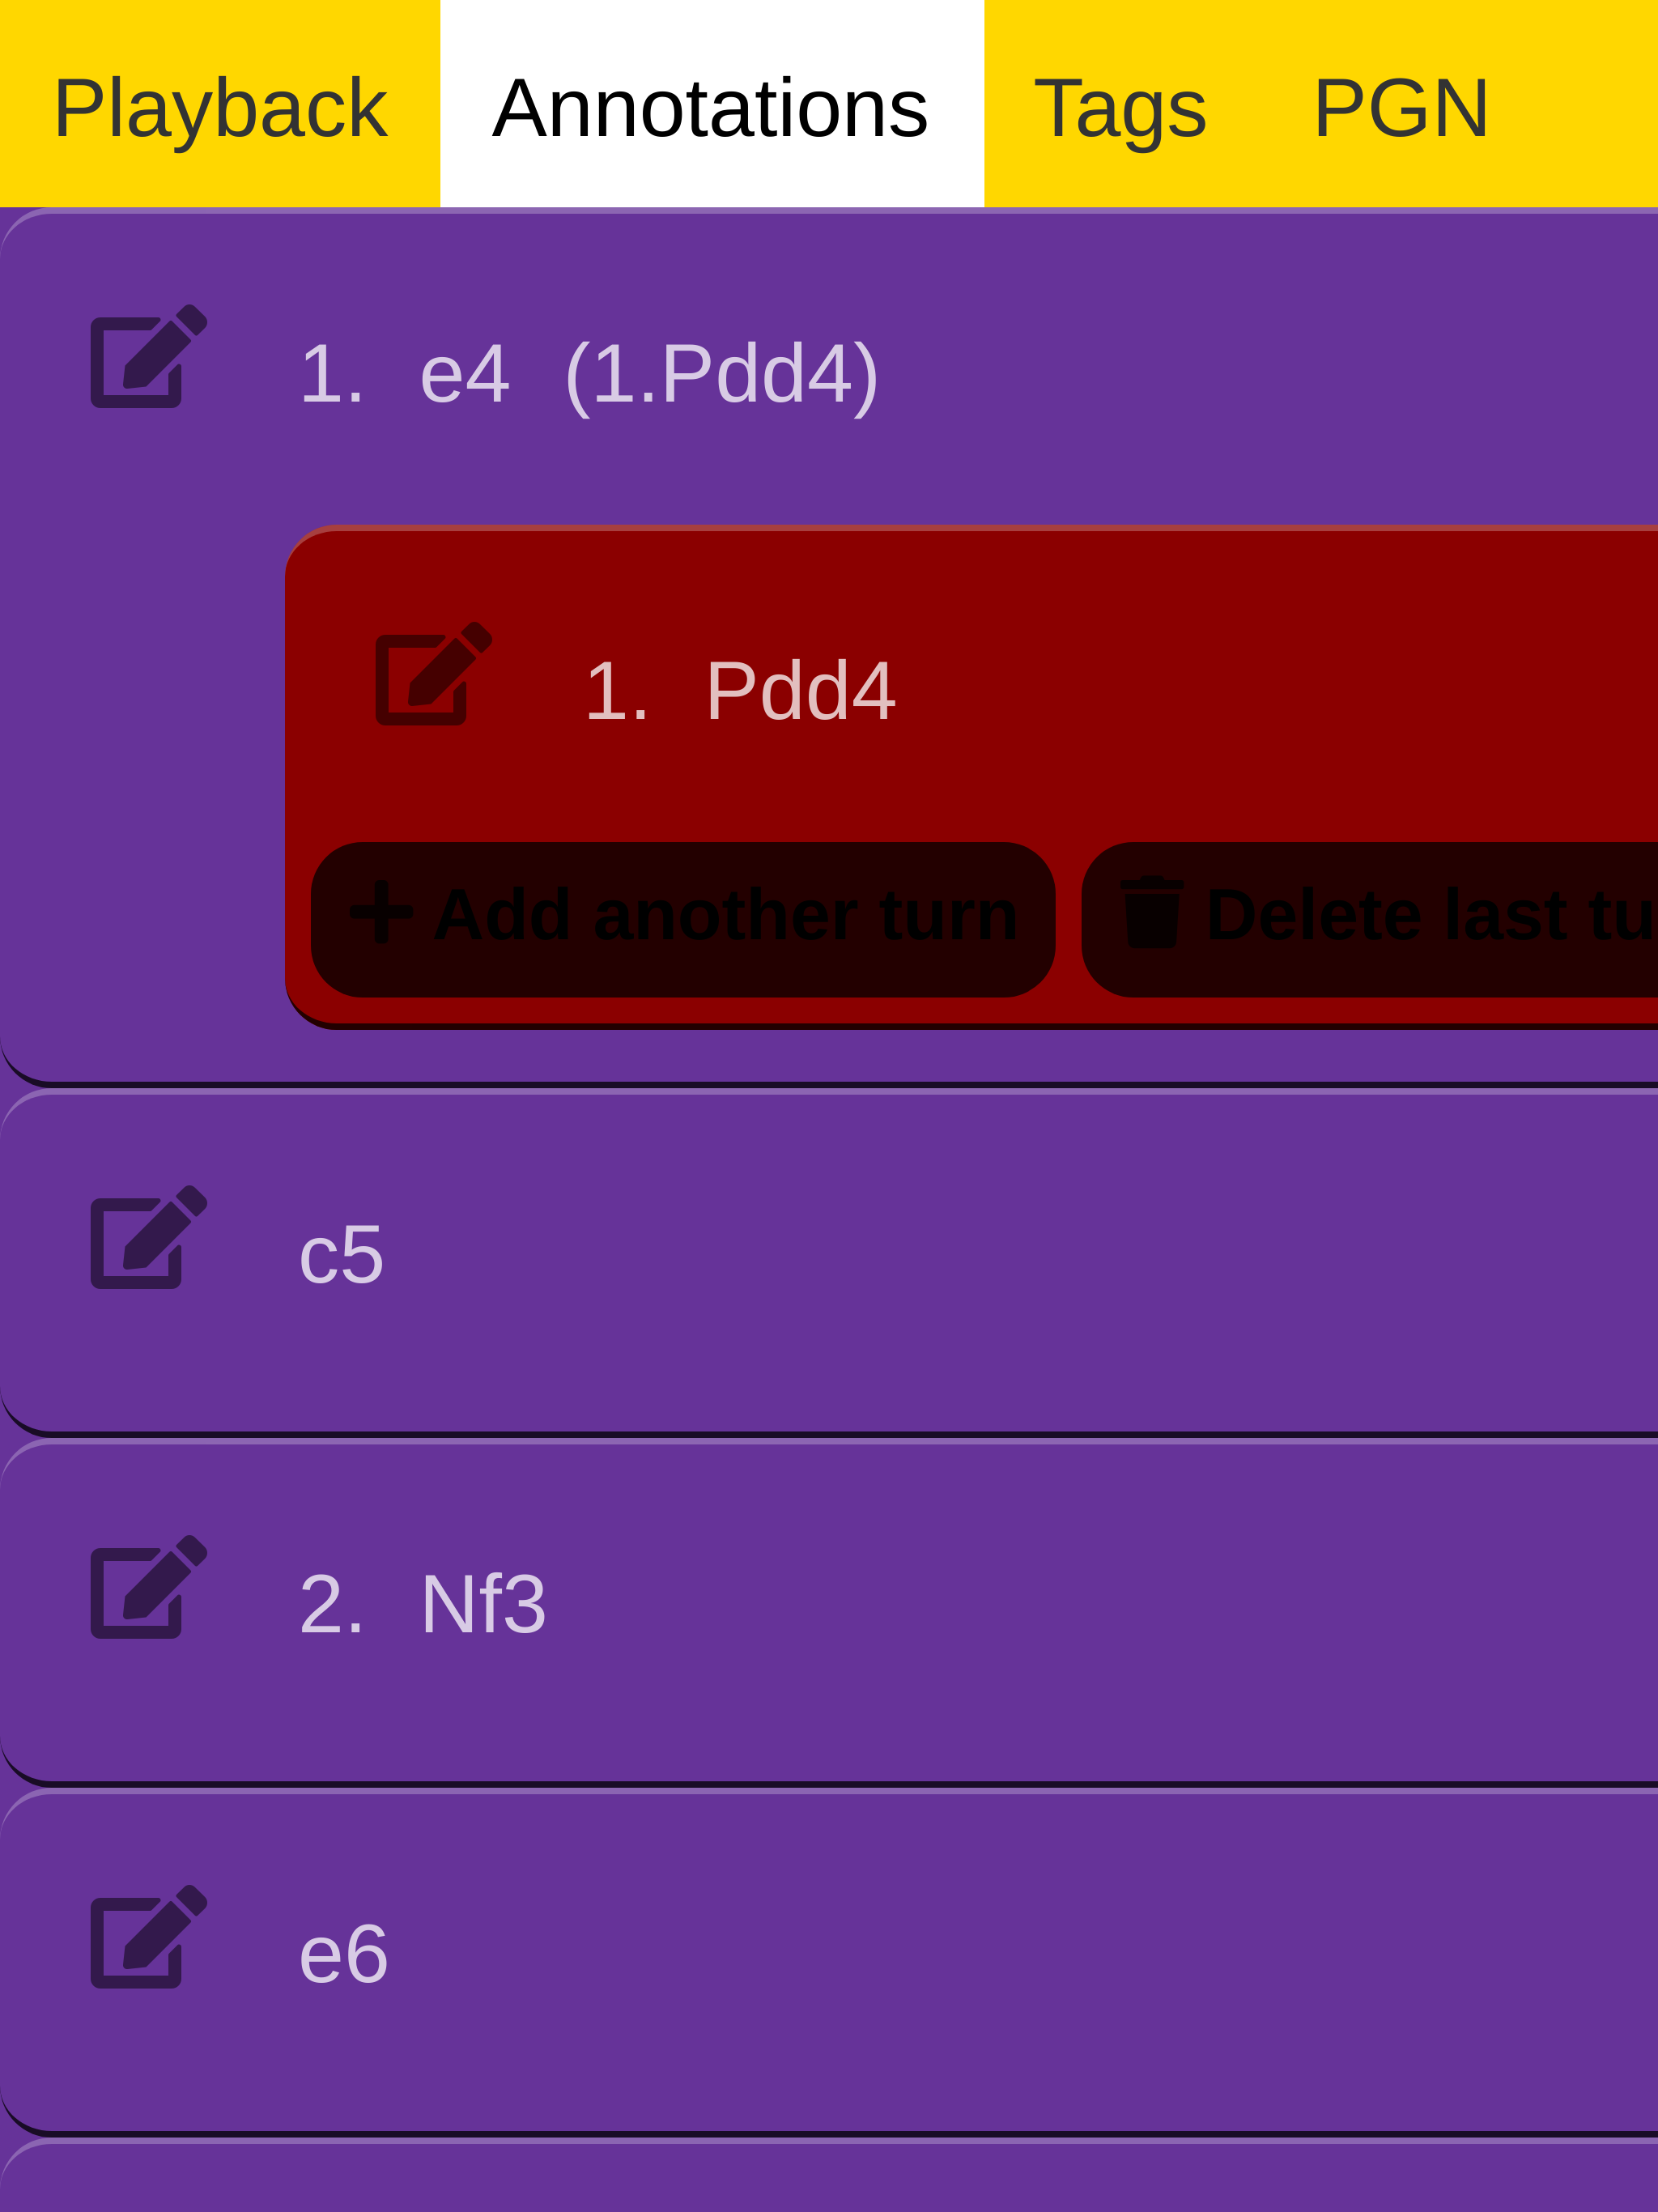 Playback Annotations Tags PGN
1. e4 (1.Pdd4)
1. Pdd4
Add another turn Delete last tu
c5
2. Nf3
e6